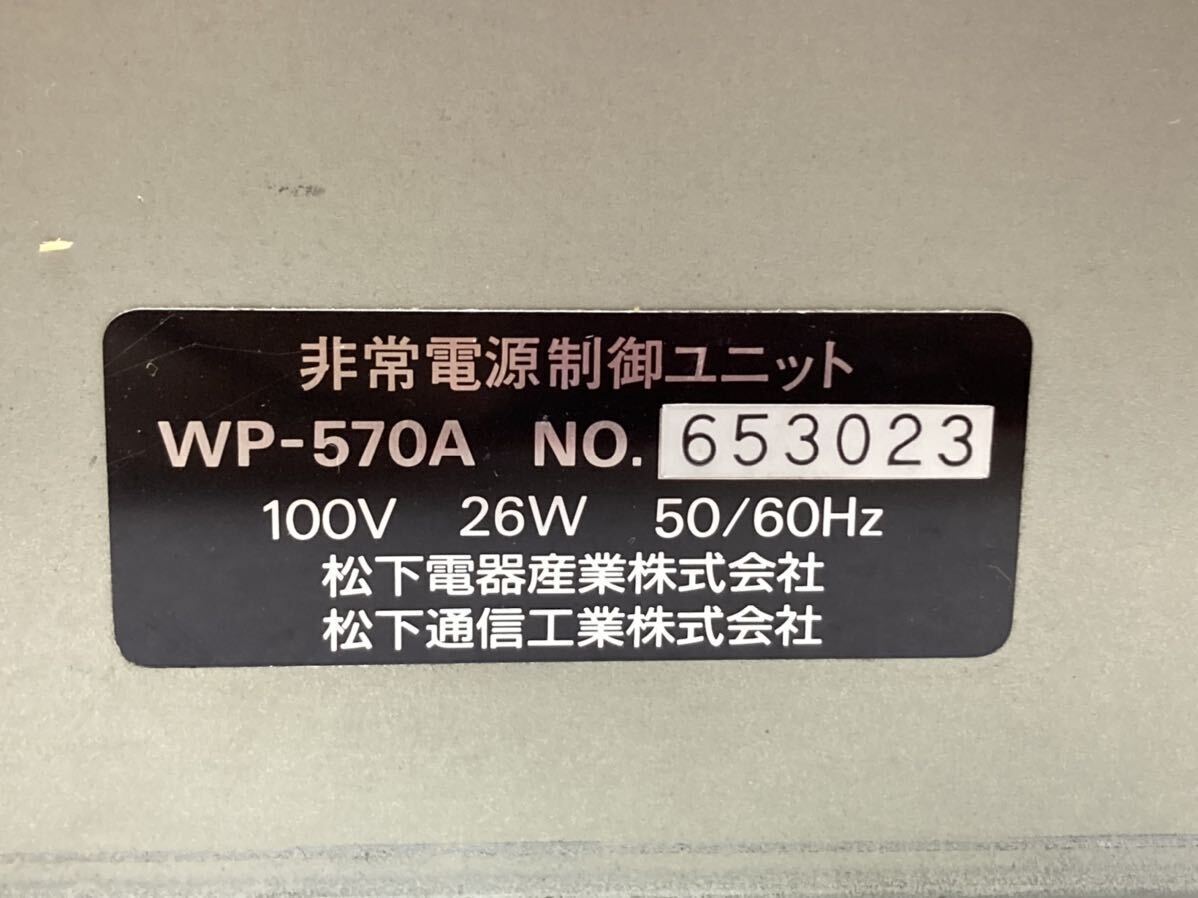 非常電源制御ユニット
WP-570A NO. 653023
100V 26W 50/60Hz
松下電器産業株式会社
松下通信工業株式会社